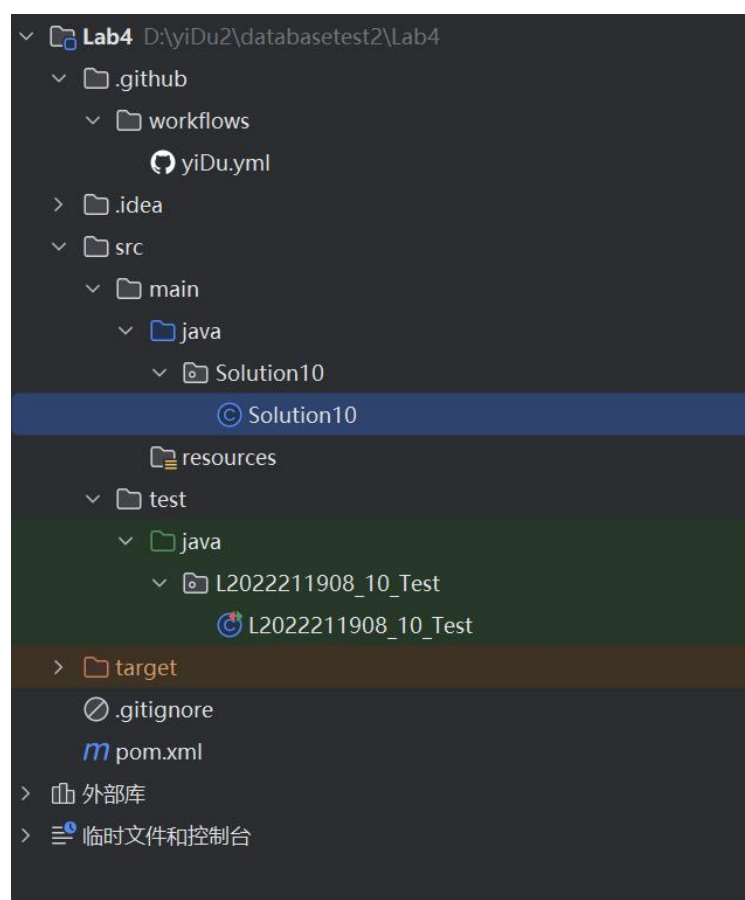 Lab4 D:\yiDu2\databasetest2\Lab4
.github
workflows
yiDu.yml
.idea
src
main
java
Solution10
Solution10
resources
test
java
L2022211908_10_Test
L2022211908_10_Test
target
.gitignore
pom.xml
外部库
临时文件和控制台